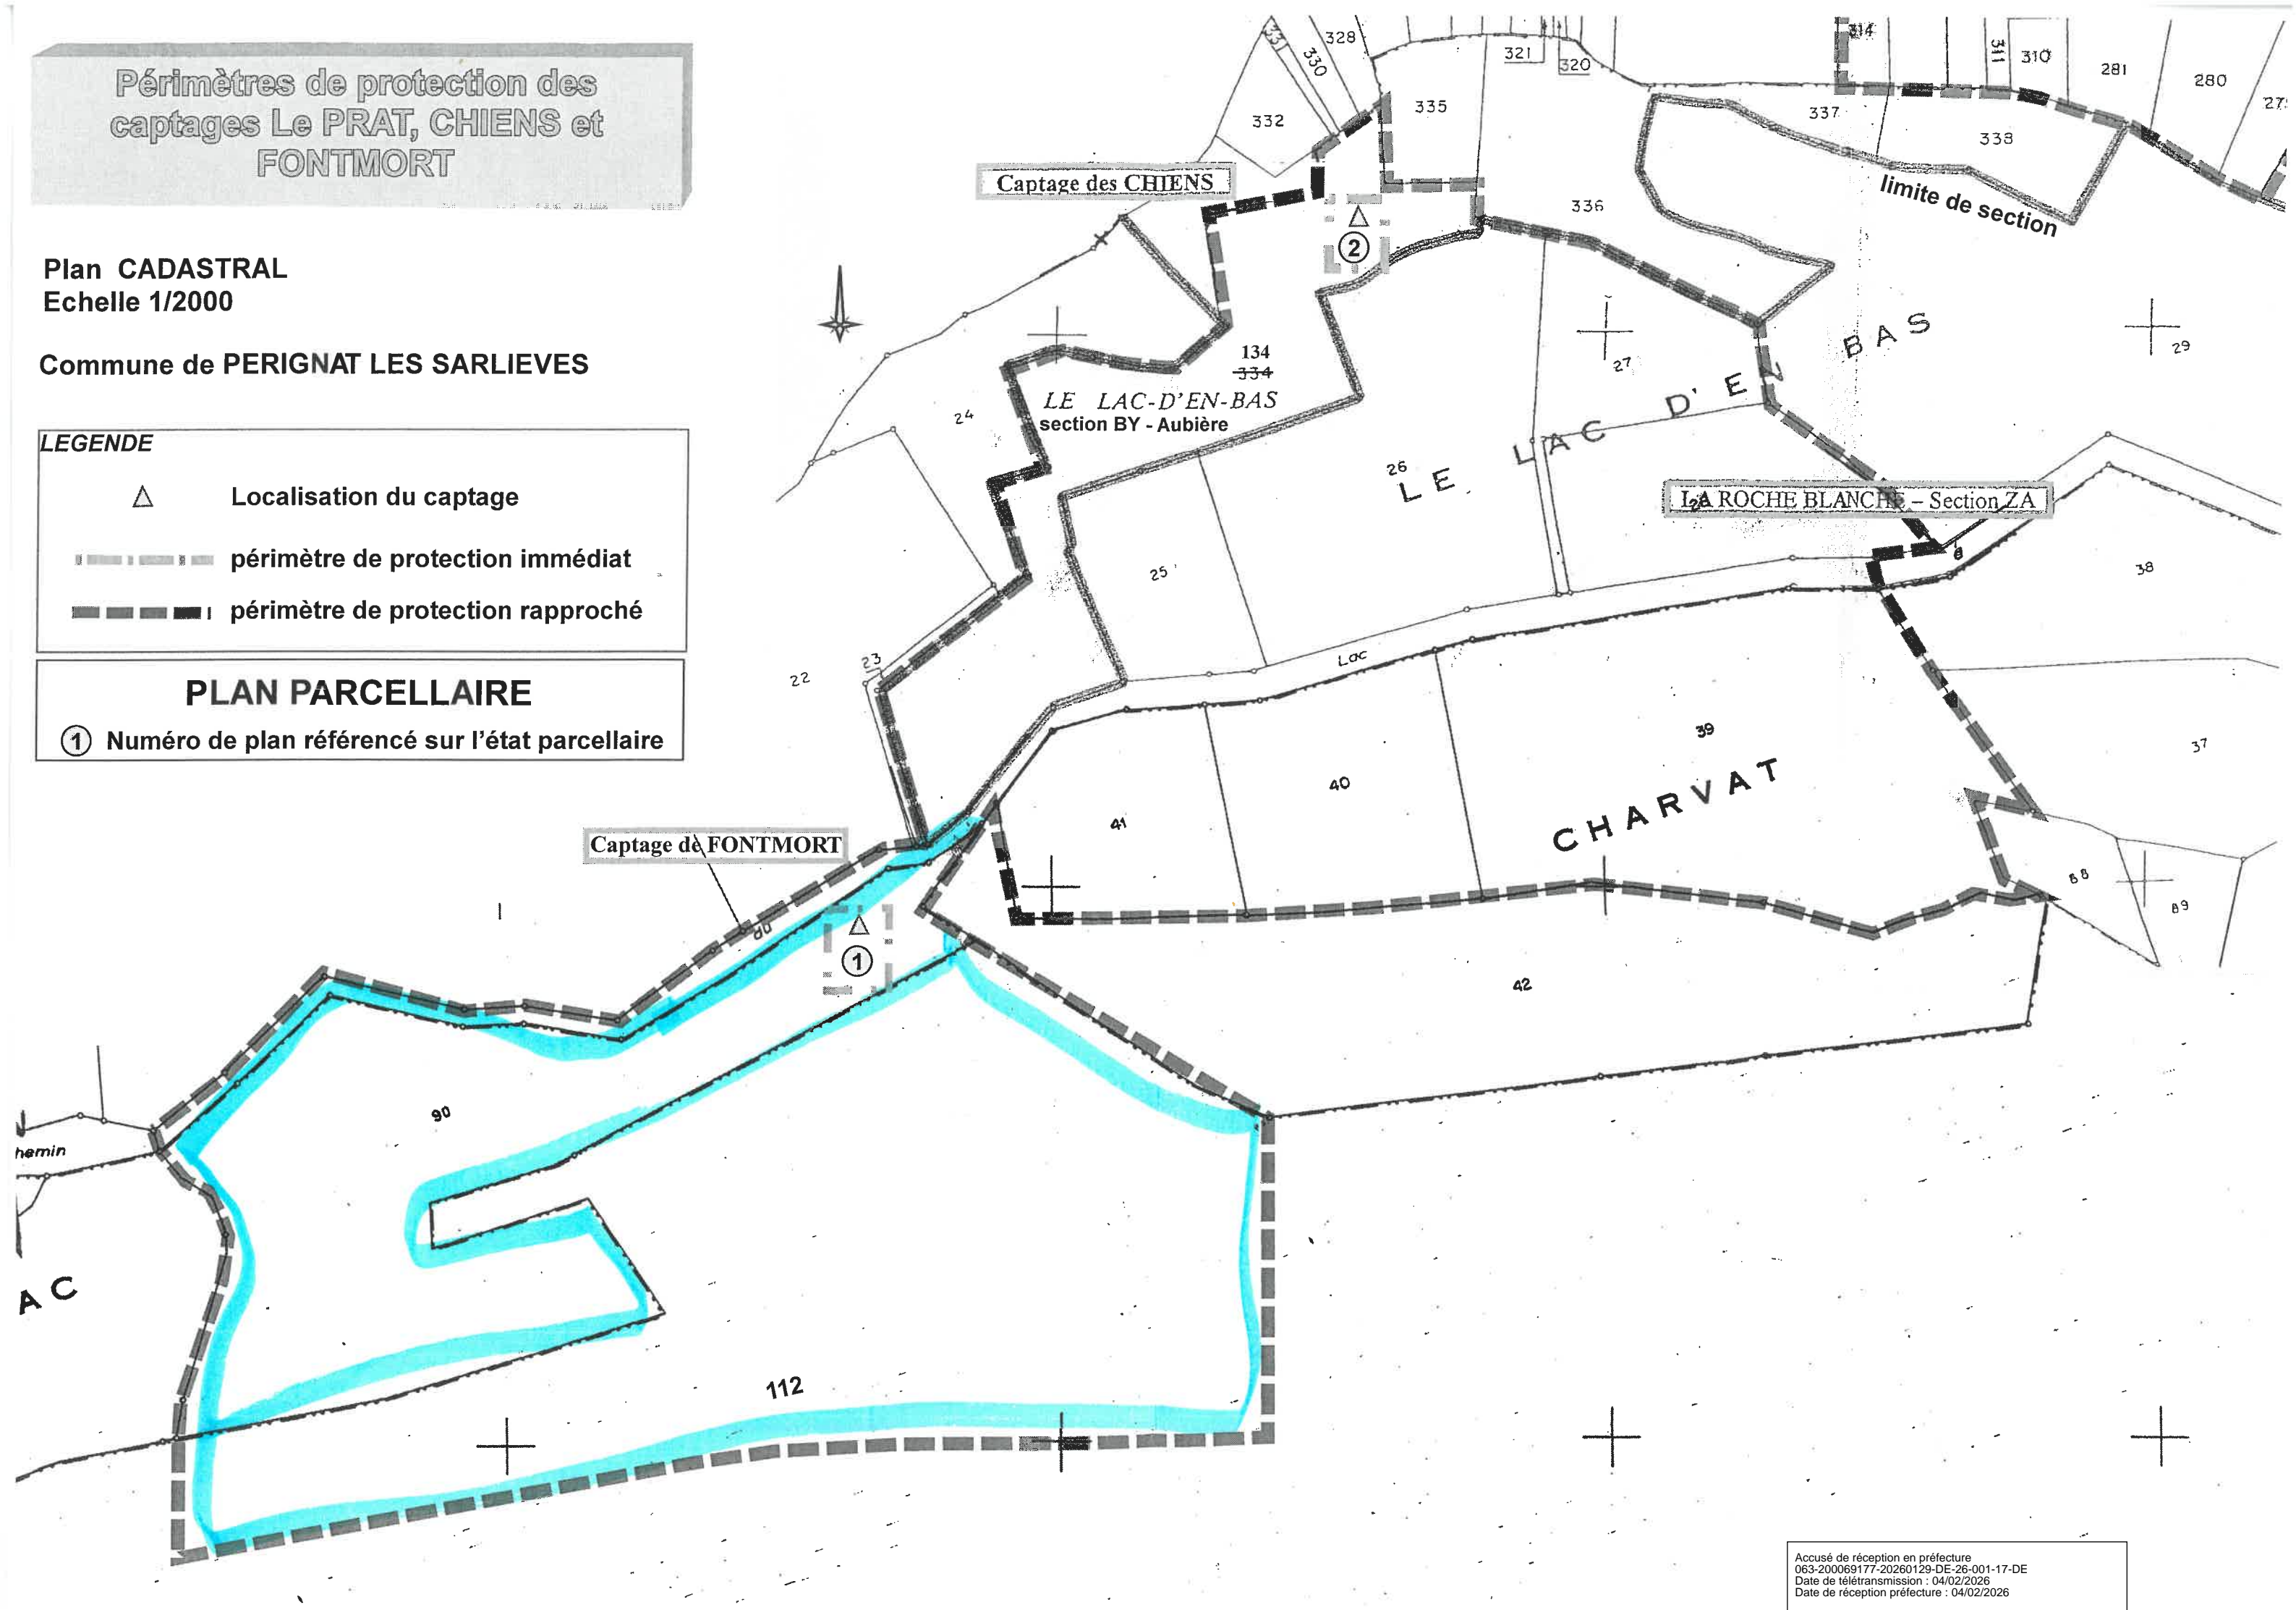 Périmètres de protection des
captages Le PRAT, CHIENS et
FONTMORT
Plan CADASTRAL
Echelle 1/2000
Commune de PERIGNAT LES SARLIEVES
LEGENDE
Localisation du captage
périmètre de protection immédiat
périmètre de protection rapproché
PLAN PARCELLAIRE
1 Numéro de plan référencé sur l'état parcellaire
331
330
328
332
335
321
320
314
311
310
281
280
337
338
336
limite de section
Captage des CHIENS
2
134
334
LE LAC-D'EN-BAS
section BY - Aubière
24
27
29
26
LE LAC D'EN BAS
LA ROCHE BLANCHE – Section ZA
25
38
23
22
Lac
39
37
40
41
CHARVAT
Captage de FONTMORT
88
89
1
42
90
hemin
AC
112
Accusé de réception en préfecture
063-200069177-20260129-DE-26-001-17-DE
Date de télétransmission : 04/02/2026
Date de réception préfecture : 04/02/2026